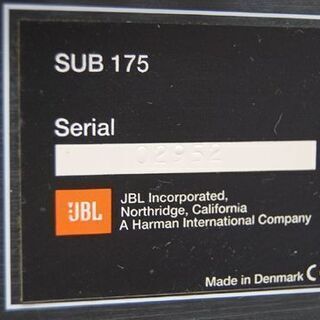 SUB 175
Serial
02952
JBL
JBL Incorporated,
Northridge, California
A Harman International Company
Made in Denmark